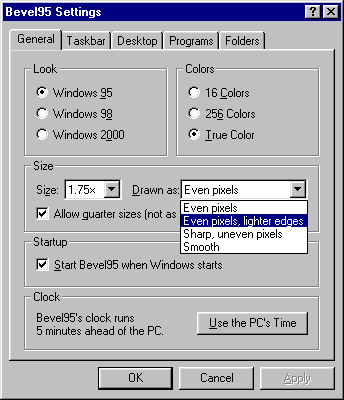 Bevel95 Settings
General Taskbar Desktop Programs Folders
Look
Windows 95
Windows 98
Windows 2000
Colors
16 Colors
256 Colors
True Color
Size
Size: 1.75× Drawn as: Even pixels
Even pixels
Even pixels, lighter edges
Sharp, uneven pixels
Smooth
Allow quarter sizes (not as
Startup
Start Bevel95 when Windows starts
Clock
Bevel95's clock runs
5 minutes ahead of the PC.
Use the PC's Time
OK Cancel Apply